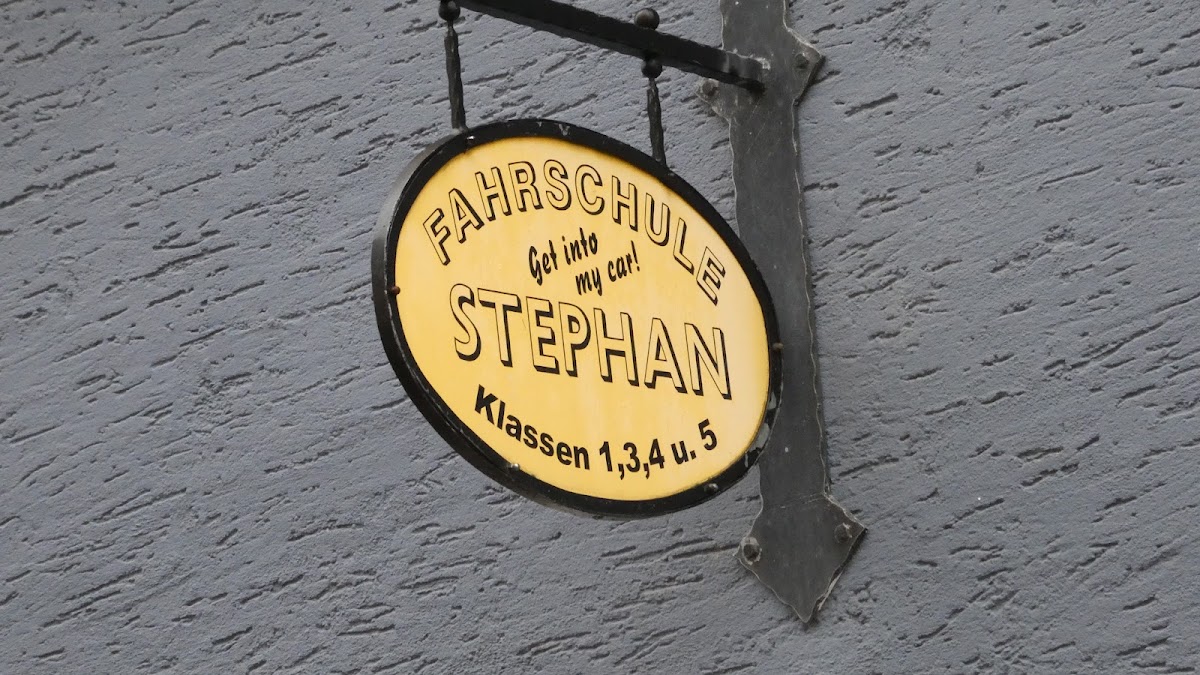 FAHRSCHULE
Get into
my car!
STEPHAN
Klassen 1,3,4 u. 5